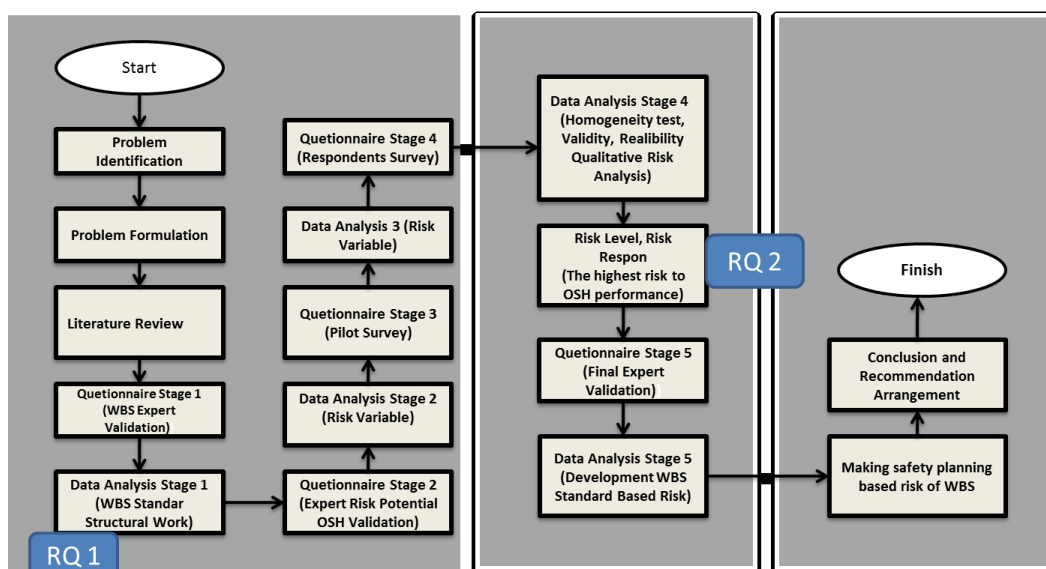 Start
Problem
Identification
Problem Formulation
Literature Review
Quetionnaire Stage 1
(WBS Expert
Validation)
Data Analysis Stage 1
(WBS Standar
Structural Work)
RQ 1
Questionnaire Stage 2
(Expert Risk Potential
OSH Validation)
Data Analysis Stage 2
(Risk Variable)
Questionnaire Stage 3
(Pilot Survey)
Data Analysis 3 (Risk
Variable)
Quetionnaire Stage 4
(Respondents Survey)
Data Analysis Stage 4
(Homogeneity test,
Validity, Realibility
Qualitative Risk
Analysis)
Risk Level, Risk
Respon
(The highest risk to
OSH performance)
RQ 2
Quetionnaire Stage 5
(Final Expert
Validation)
Data Analysis Stage 5
(Development WBS
Standard Based Risk)
Making safety planning
based risk of WBS
Conclusion and
Recommendation
Arrangement
Finish